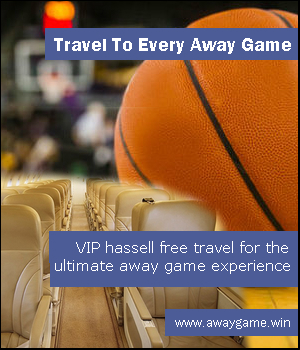 Travel To Every Away Game
VIP hassell free travel for the
ultimate away game experience
www.awaygame.win